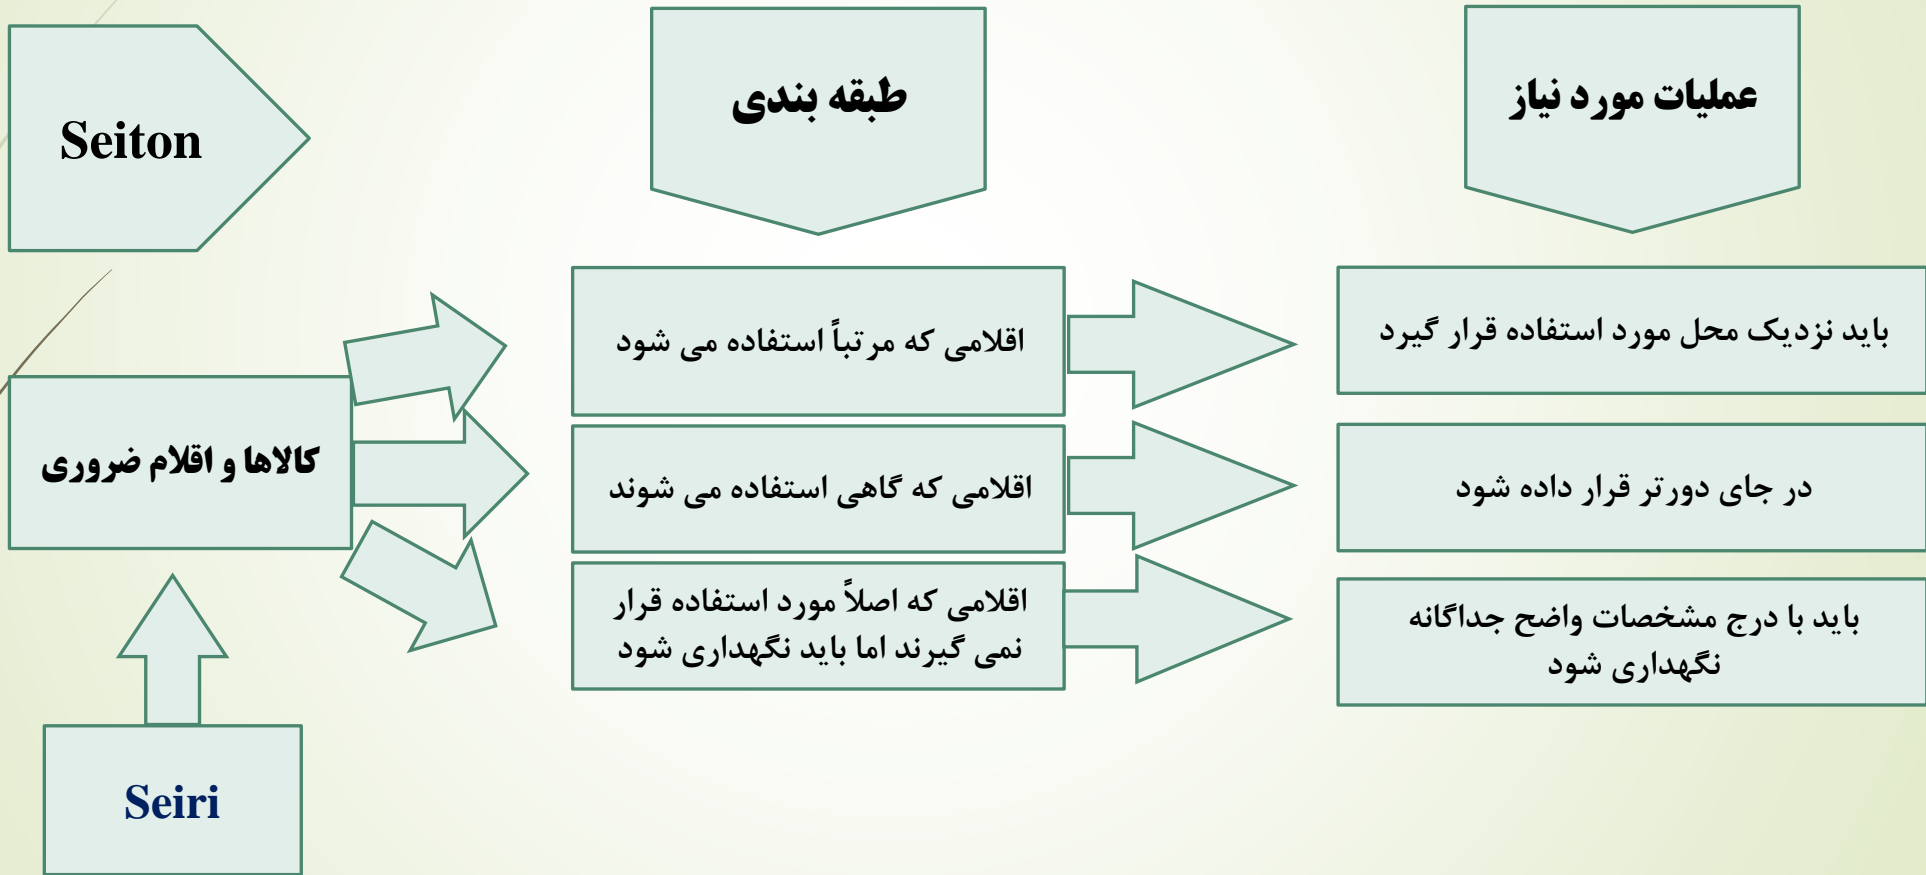 Seiton
طبقه بندی
عملیات مورد نیاز
کالاها و اقلام ضروری
اقلامی که مرتباً استفاده می شود
باید نزدیک محل مورد استفاده قرار گیرد
اقلامی که گاهی استفاده می شوند
در جای دورتر قرار داده شود
اقلامی که اصلاً مورد استفاده قرار
نمی گیرند اما باید نگهداری شود
باید با درج مشخصات واضح جداگانه
نگهداری شود
Seiri